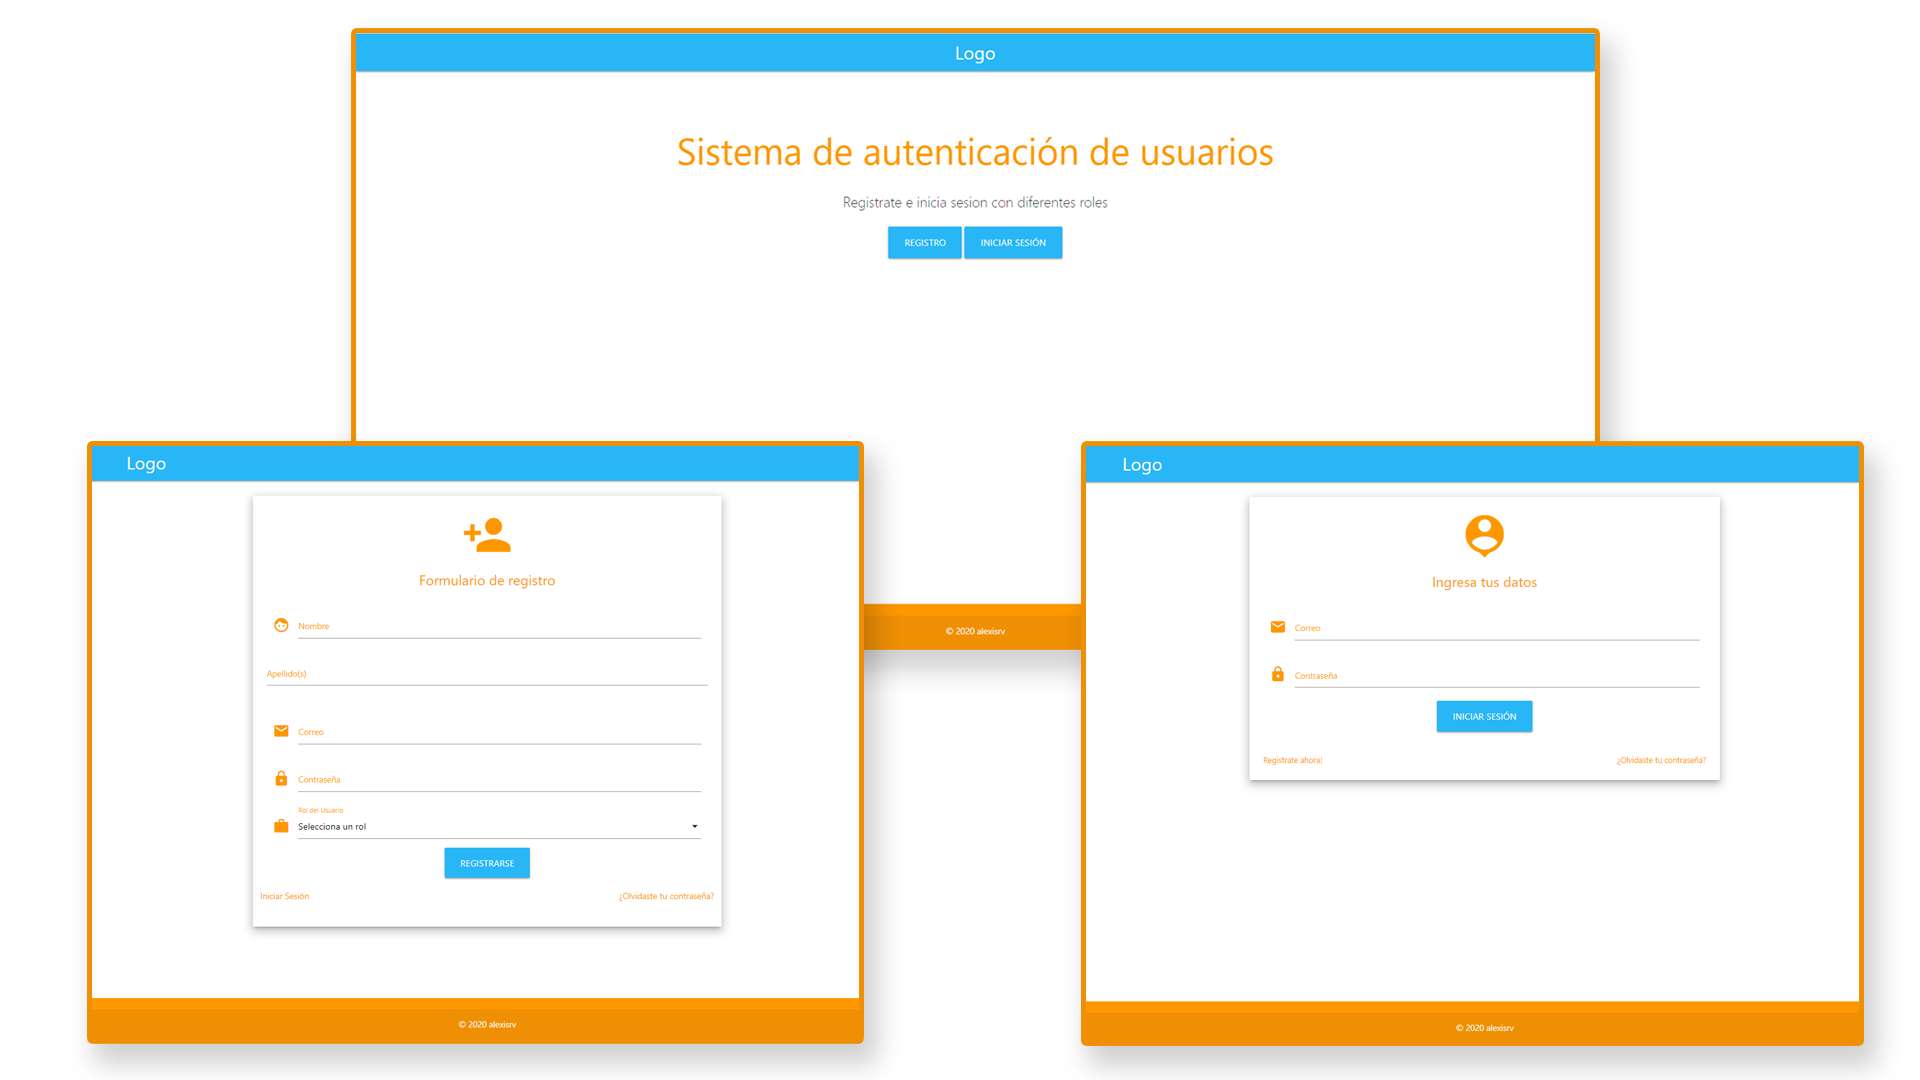 Logo
Sistema de autenticación de usuarios
Registrate e inicia sesion con diferentes roles
REGISTRO INICIAR SESIÓN
© 2020 alexisrv
Logo
Formulario de registro
Nombre
Apellido(s)
Correo
Contraseña
Rol del Usuario
Selecciona un rol
REGISTRARSE
Iniciar Sesión ¿Olvidaste tu contraseña?
© 2020 alexisrv
Logo
Ingresa tus datos
Correo
Contraseña
INICIAR SESIÓN
Registrate ahora! ¿Olvidaste tu contraseña?
© 2020 alexisrv